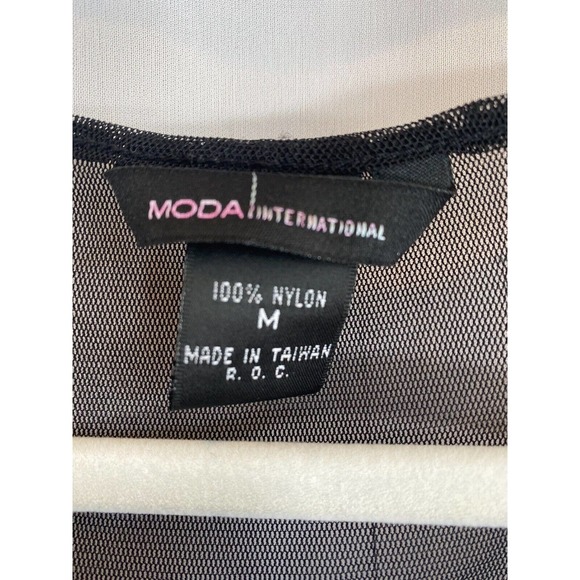 MODA INTERNATIONAL
100% NYLON
M
MADE IN TAIWAN
R. O. C.